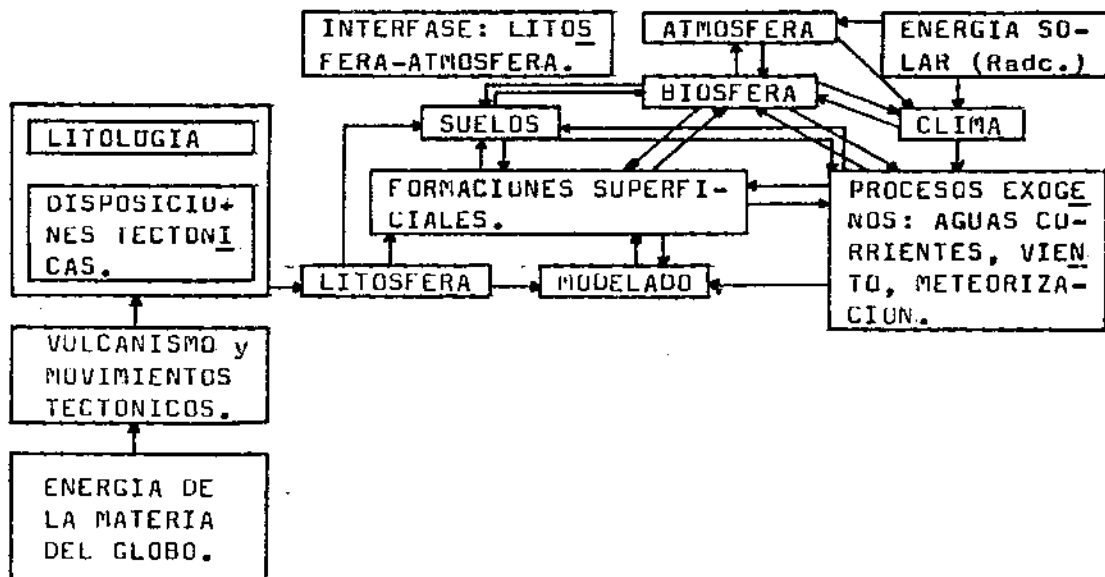 INTERFASE: LITOS
FERA-ATMOSFERA.
ATMOSFERA
ENERGIA SO-
LAR (Radc.)
BIOSFERA
SUELOS
CLIMA
LITOLOGIA
DISPOSICIO-
NES TECTONI
CAS.
FORMACIONES SUPERFI-
CIALES.
PROCESOS EXOGE
NOS: AGUAS CO-
RRIENTES, VIEN
TO, METEORIZA-
CION.
LITOSFERA
MODELADO
VULCANISMO y
MOVIMIENTOS
TECTONICOS.
ENERGIA DE
LA MATERIA
DEL GLOBO.